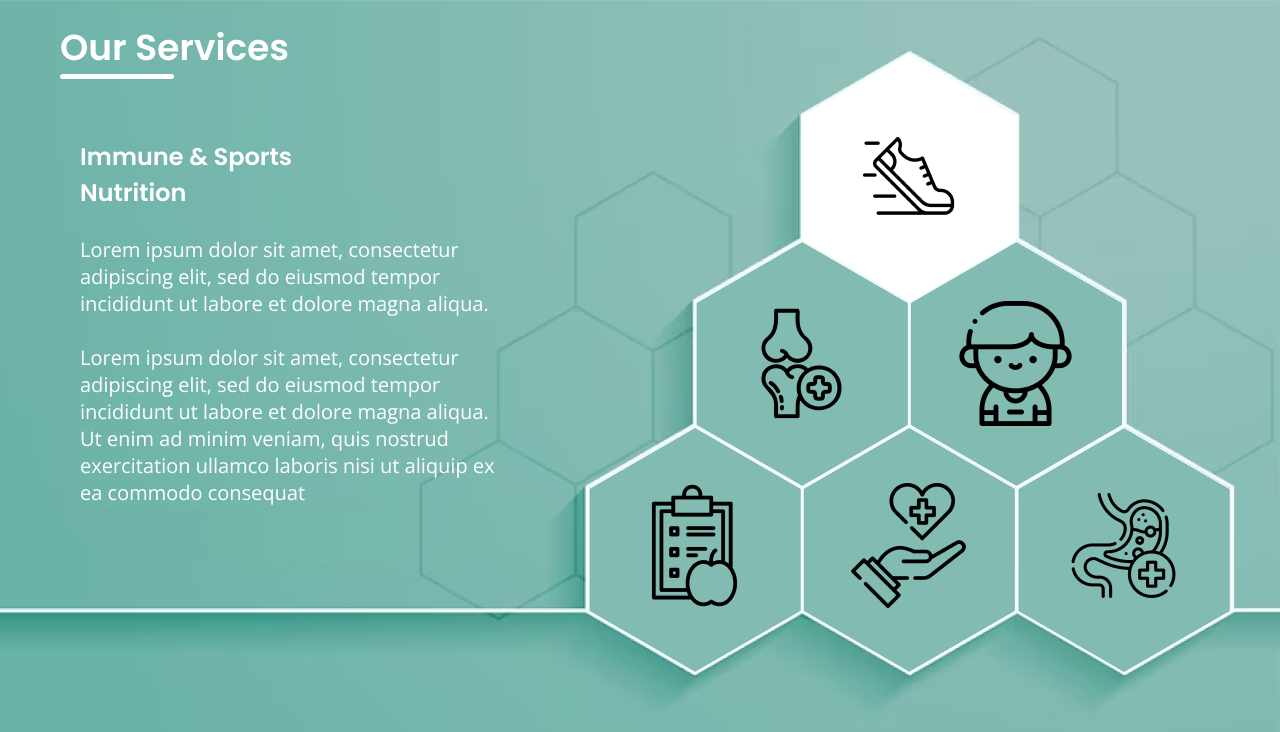 Our Services
Immune & Sports
Nutrition
Lorem ipsum dolor sit amet, consectetur
adipiscing elit, sed do eiusmod tempor
incididunt ut labore et dolore magna aliqua.
Lorem ipsum dolor sit amet, consectetur
adipiscing elit, sed do eiusmod tempor
incididunt ut labore et dolore magna aliqua.
Ut enim ad minim veniam, quis nostrud
exercitation ullamco laboris nisi ut aliquip ex
ea commodo consequat